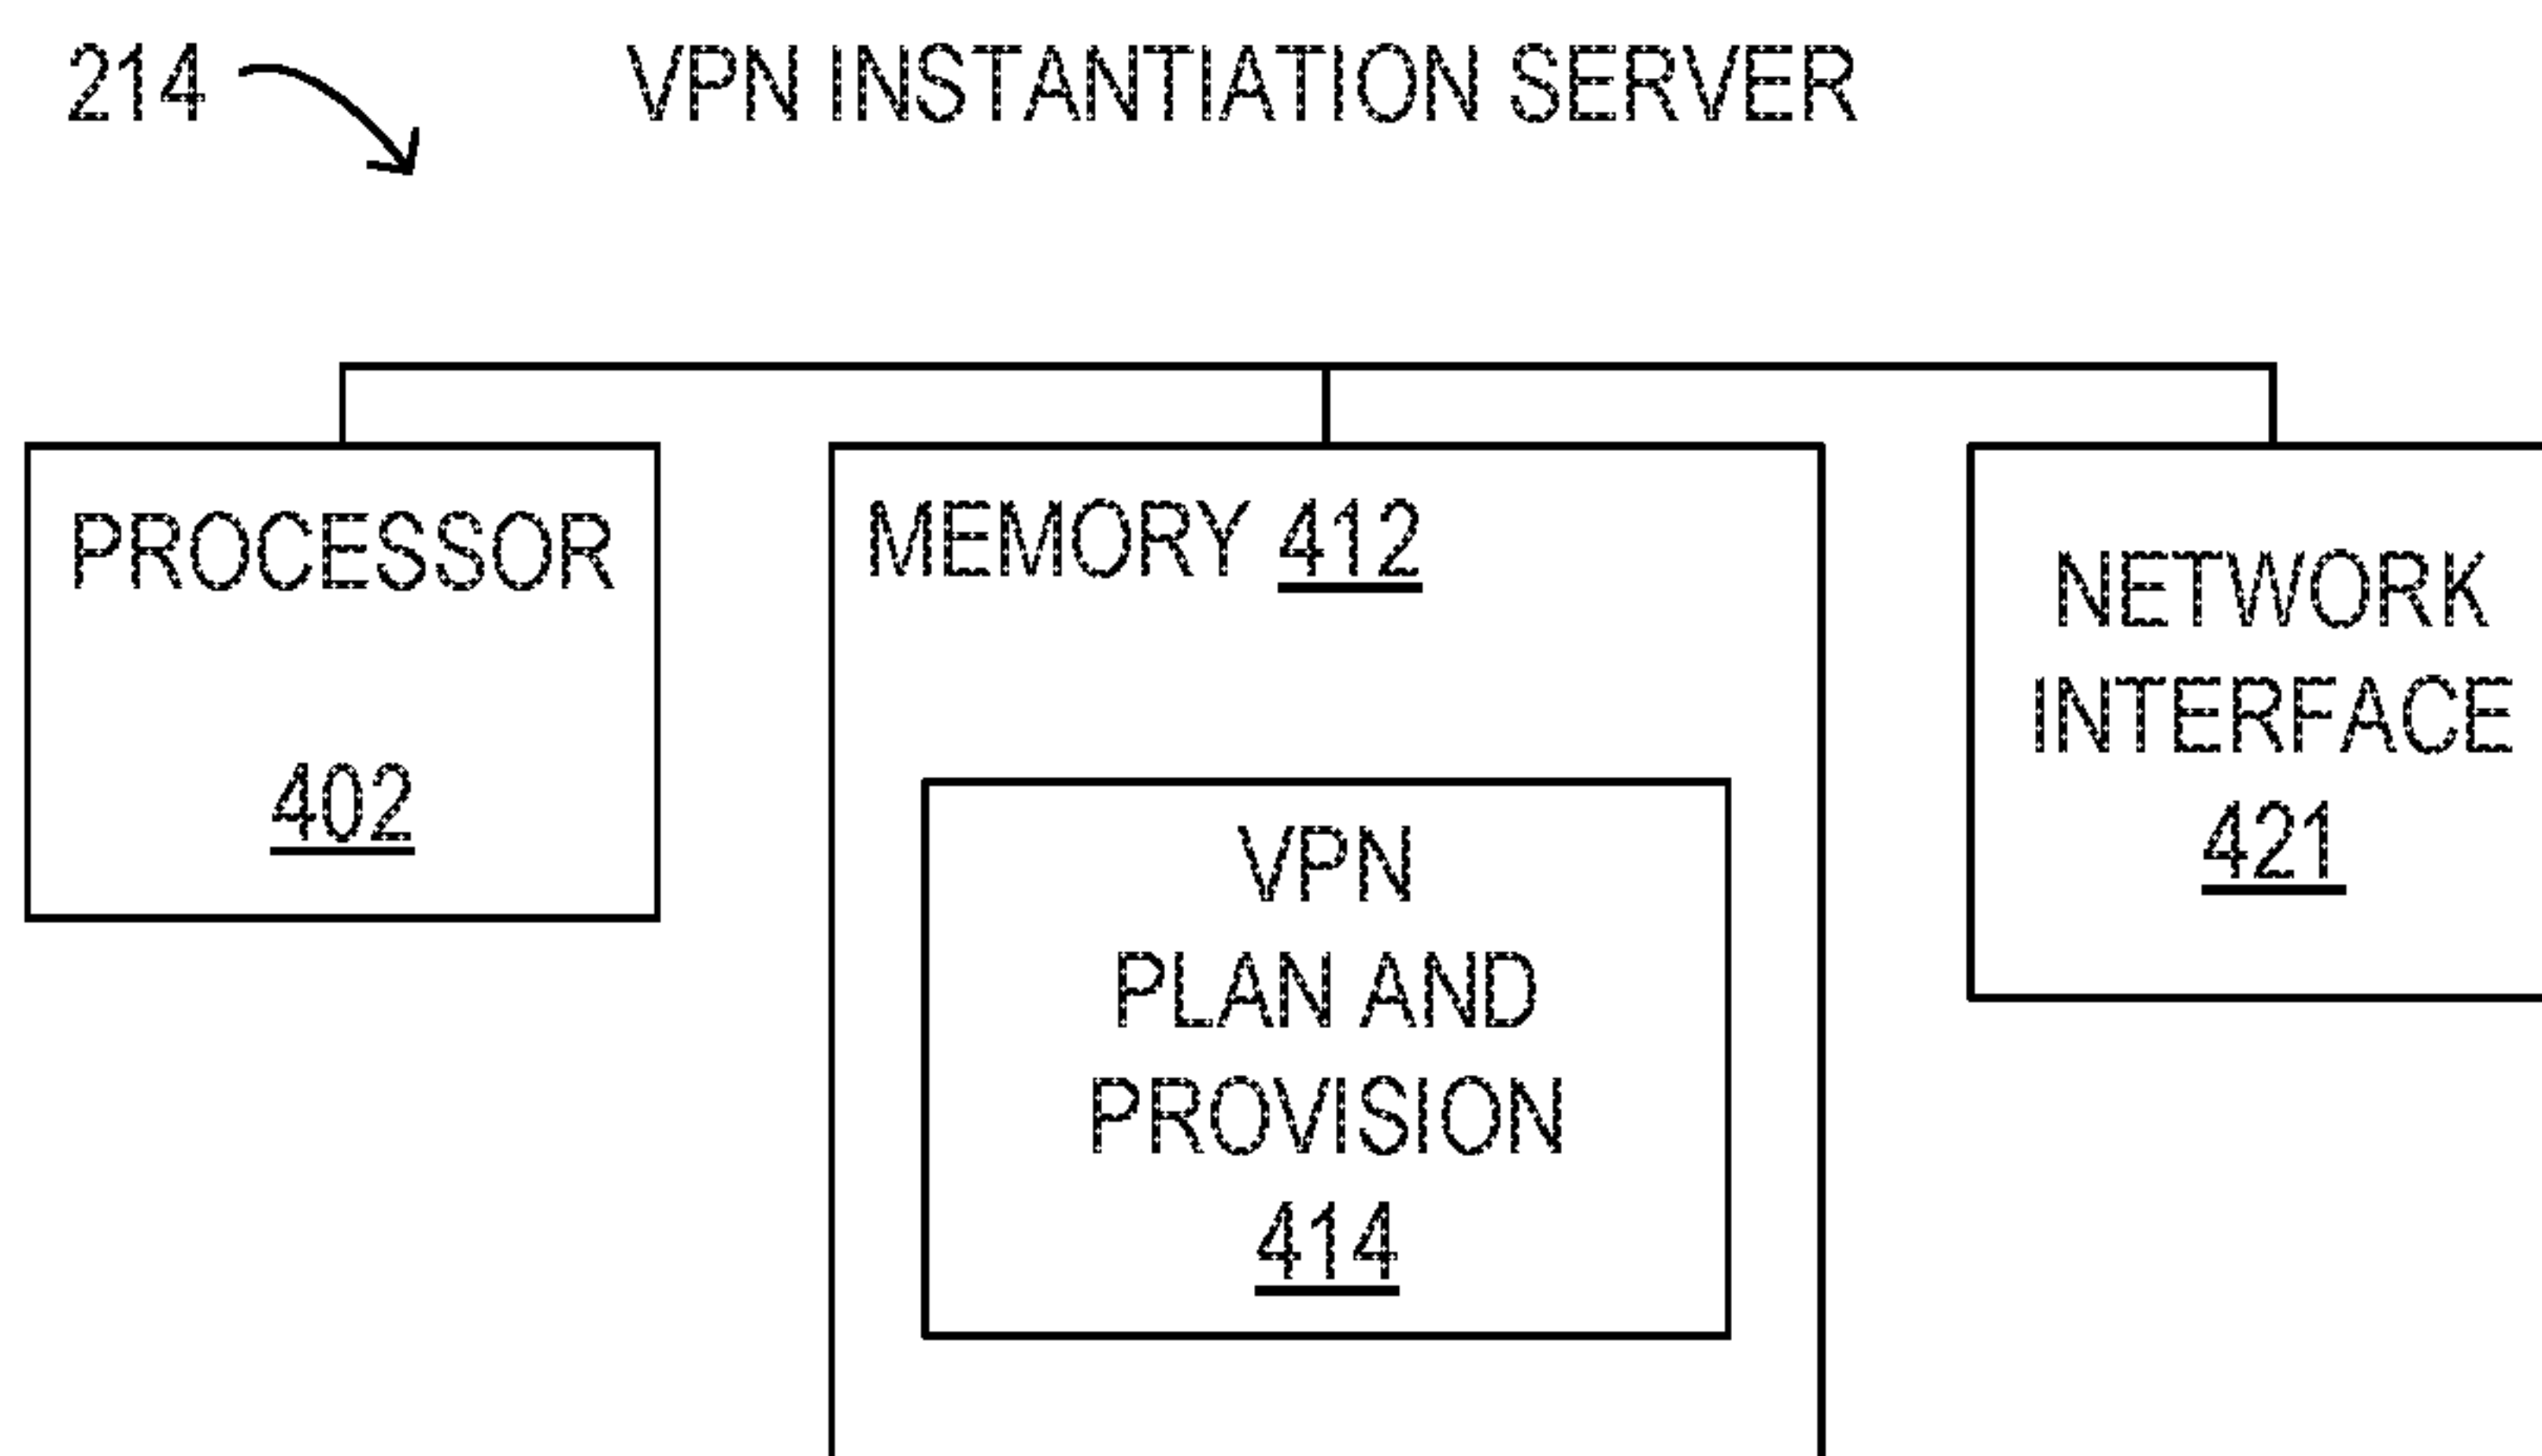 214
VPN INSTANTIATION SERVER
PROCESSOR
402
MEMORY 412
VPN
PLAN AND
PROVISION
414
NETWORK
INTERFACE
421